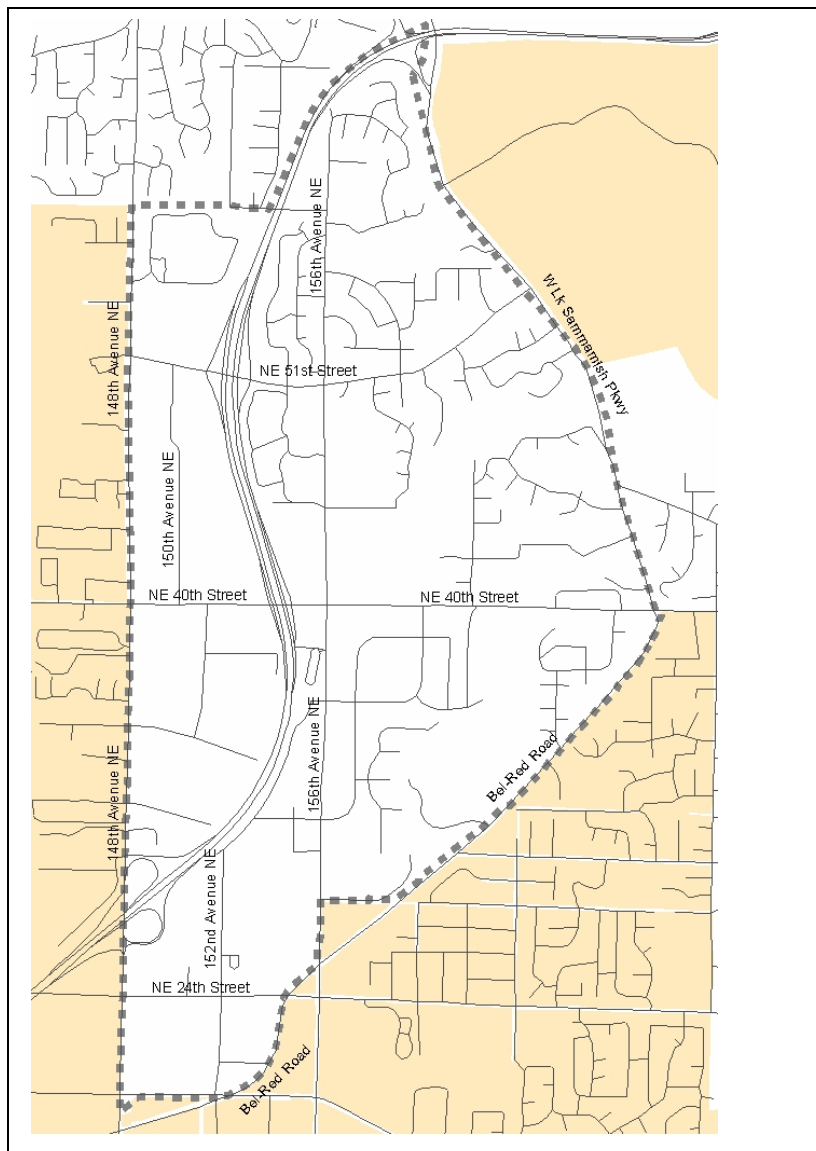 156th Avenue NE
W Lk Sammamish Pkwy
148th Avenue NE
NE 51st Street
150th Avenue NE
NE 40th Street
NE 40th Street
156th Avenue NE
Bel-Red Road
148th Avenue NE
152nd Avenue NE
NE 24th Street
Bel-Red Road